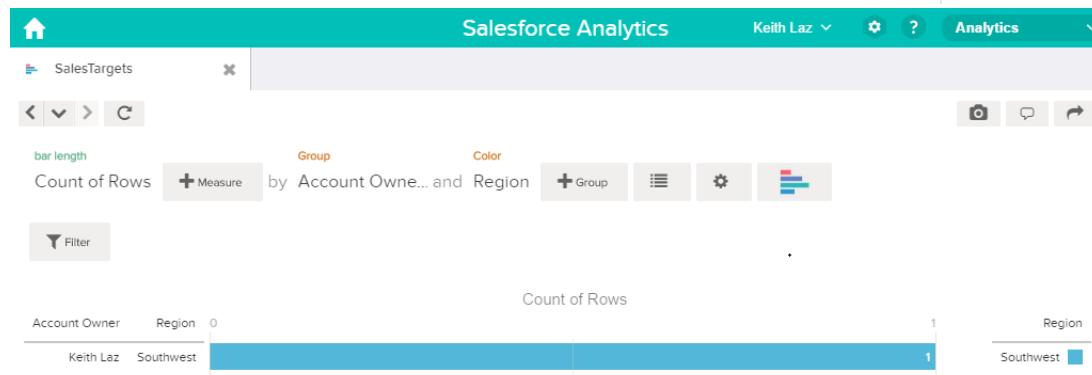 Salesforce Analytics Keith Laz ? Analytics
SalesTargets
bar length Group Color
Count of Rows Measure by Account Owne... and Region Group
Filter
Count of Rows
Account Owner Region 0 1 Region
Keith Laz Southwest 1 Southwest